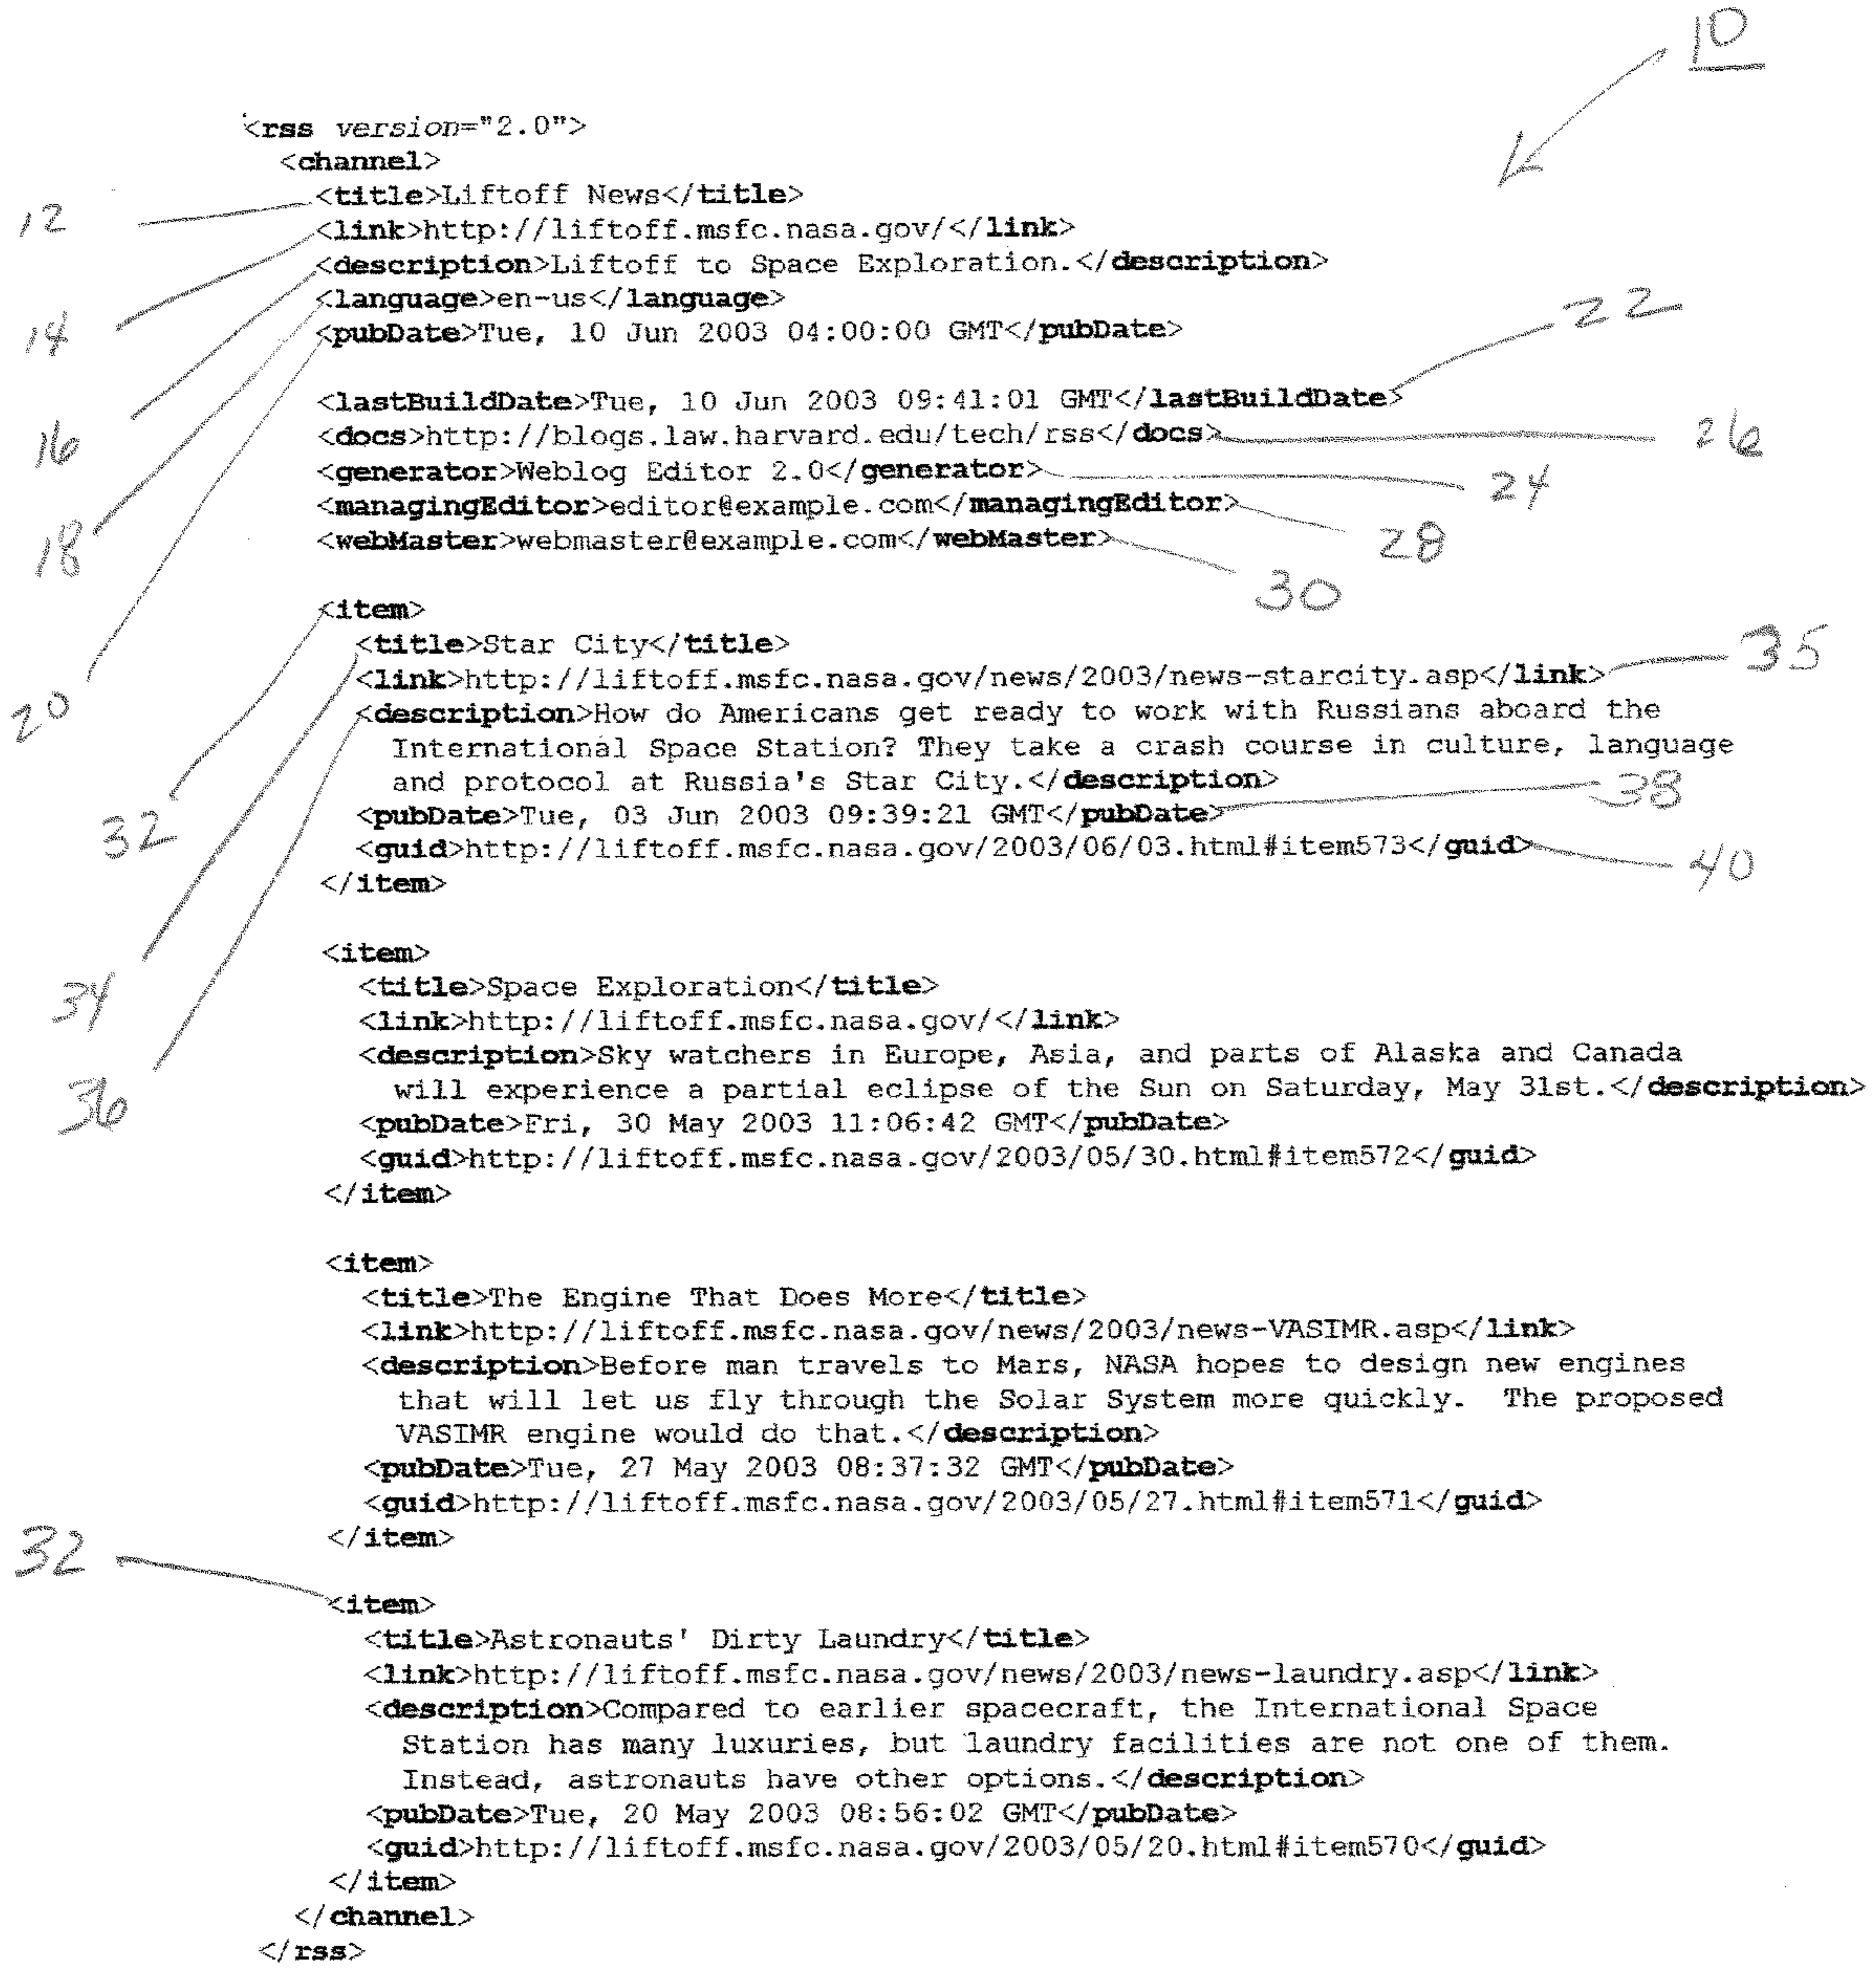 10
<rss version="2.0">
<channel>
12 <title>Liftoff News</title>
<link>http://liftoff.msfc.nasa.gov/</link>
<description>Liftoff to Space Exploration.</description>
<language>en-us</language>
14 <pubDate>Tue, 10 Jun 2003 04:00:00 GMT</pubDate> 22
<lastBuildDate>Tue, 10 Jun 2003 09:41:01 GMT</lastBuildDate>
16 <docs>http://blogs.law.harvard.edu/tech/rss</docs> 26
<generator>Weblog Editor 2.0</generator> 24
<managingEditor>editor@example.com</managingEditor>
18 <webMaster>webmaster@example.com</webMaster> 28
30
<item>
<title>Star City</title> 35
<link>http://liftoff.msfc.nasa.gov/news/2003/news-starcity.asp</link>
20 <description>How do Americans get ready to work with Russians aboard the
International Space Station? They take a crash course in culture, language
and protocol at Russia's Star City.</description> 38
<pubDate>Tue, 03 Jun 2003 09:39:21 GMT</pubDate>
32 <guid>http://liftoff.msfc.nasa.gov/2003/06/03.html#item573</guid> 40
</item>
<item>
34 <title>Space Exploration</title>
<link>http://liftoff.msfc.nasa.gov/</link>
<description>Sky watchers in Europe, Asia, and parts of Alaska and Canada
36 will experience a partial eclipse of the Sun on Saturday, May 31st.</description>
<pubDate>Fri, 30 May 2003 11:06:42 GMT</pubDate>
<guid>http://liftoff.msfc.nasa.gov/2003/05/30.html#item572</guid>
</item>
<item>
<title>The Engine That Does More</title>
<link>http://liftoff.msfc.nasa.gov/news/2003/news-VASIMR.asp</link>
<description>Before man travels to Mars, NASA hopes to design new engines
that will let us fly through the Solar System more quickly. The proposed
VASIMR engine would do that.</description>
<pubDate>Tue, 27 May 2003 08:37:32 GMT</pubDate>
<guid>http://liftoff.msfc.nasa.gov/2003/05/27.html#item571</guid>
</item>
32 <item>
<title>Astronauts' Dirty Laundry</title>
<link>http://liftoff.msfc.nasa.gov/news/2003/news-laundry.asp</link>
<description>Compared to earlier spacecraft, the International Space
Station has many luxuries, but laundry facilities are not one of them.
Instead, astronauts have other options.</description>
<pubDate>Tue, 20 May 2003 08:56:02 GMT</pubDate>
<guid>http://liftoff.msfc.nasa.gov/2003/05/20.html#item570</guid>
</item>
</channel>
</rss>